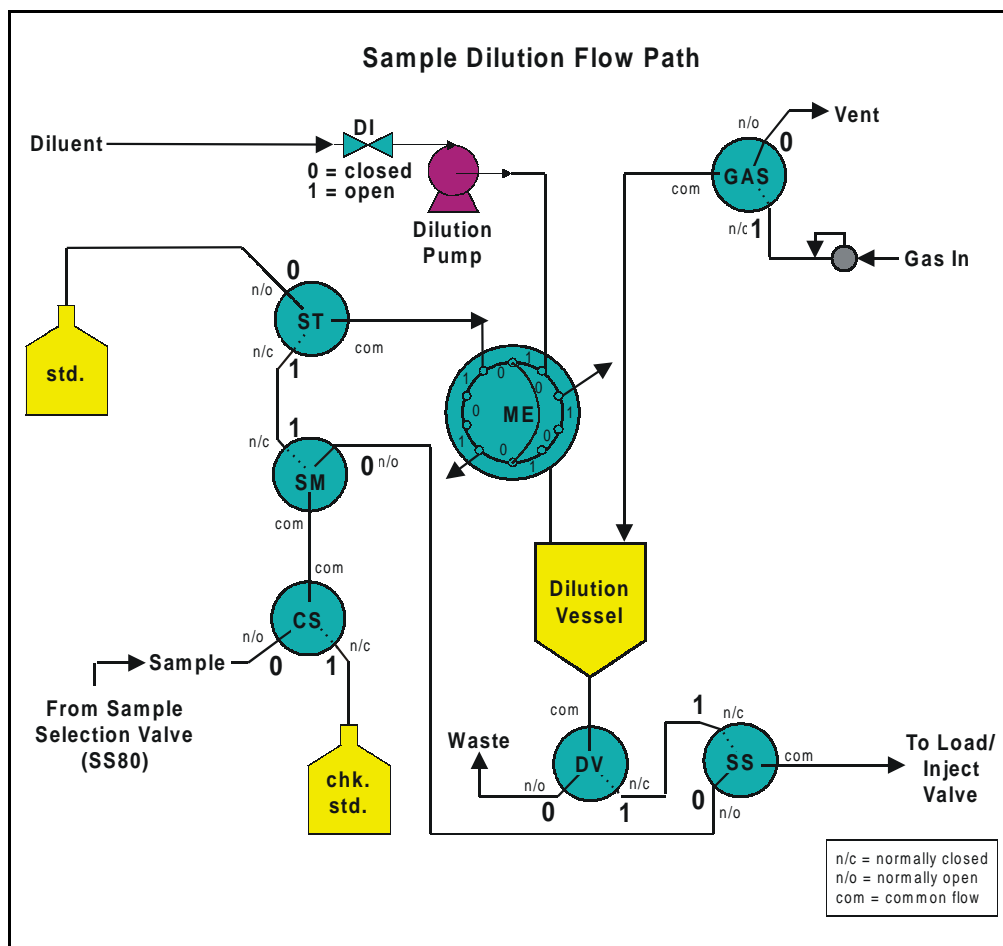 Sample Dilution Flow Path
Diluent
DI
0 = closed
1 = open
Dilution
Pump
n/o
0
Vent
GAS
com
n/c
1
Gas In
0
n/o
ST
n/c
com
1
std.
1
0
1
0
1
0
ME
0
1
0
1
0
1
n/c
SM
0
n/o
com
com
CS
n/o
0
1
n/c
Sample
From Sample
Selection Valve
(SS80)
chk.
std.
Dilution
Vessel
com
Waste
DV
n/o
0
n/c
1
1
n/c
SS
com
0
n/o
To Load/
Inject
Valve
n/c = normally closed
n/o = normally open
com = common flow